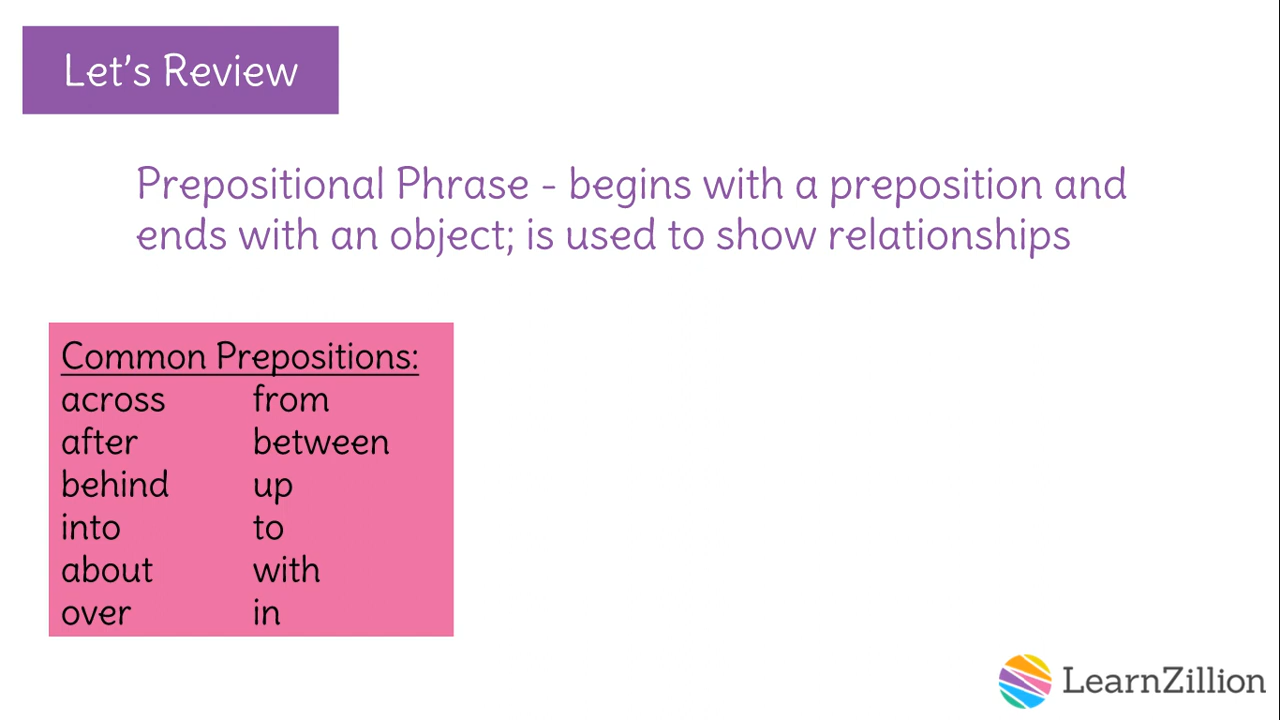 Let's Review
Prepositional Phrase - begins with a preposition and
ends with an object; is used to show relationships
Common Prepositions:
across from
after between
behind up
into to
about with
over in
LearnZillion